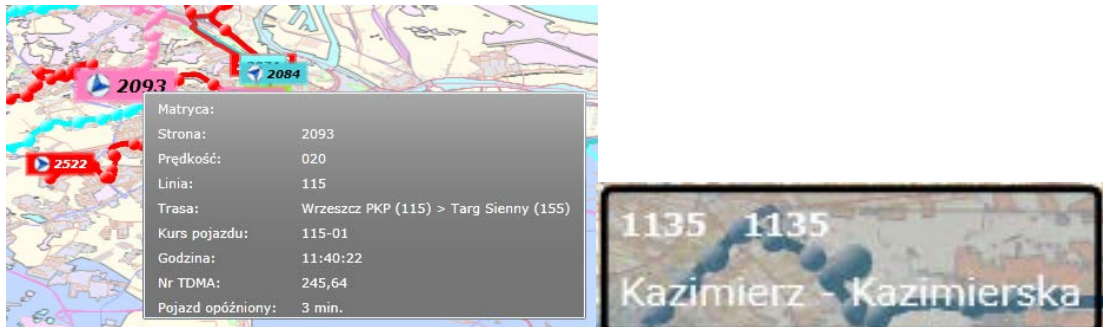 2084
2093
2522
Matryca:
Strona: 2093
Prędkość: 020
Linia: 115
Trasa: Wrzeszcz PKP (115) > Targ Sienny (155)
Kurs pojazdu: 115-01
Godzina: 11:40:22
Nr TDMA: 245,64
Pojazd opóźniony: 3 min.
1135 1135
Kazimierz - Kazimierska